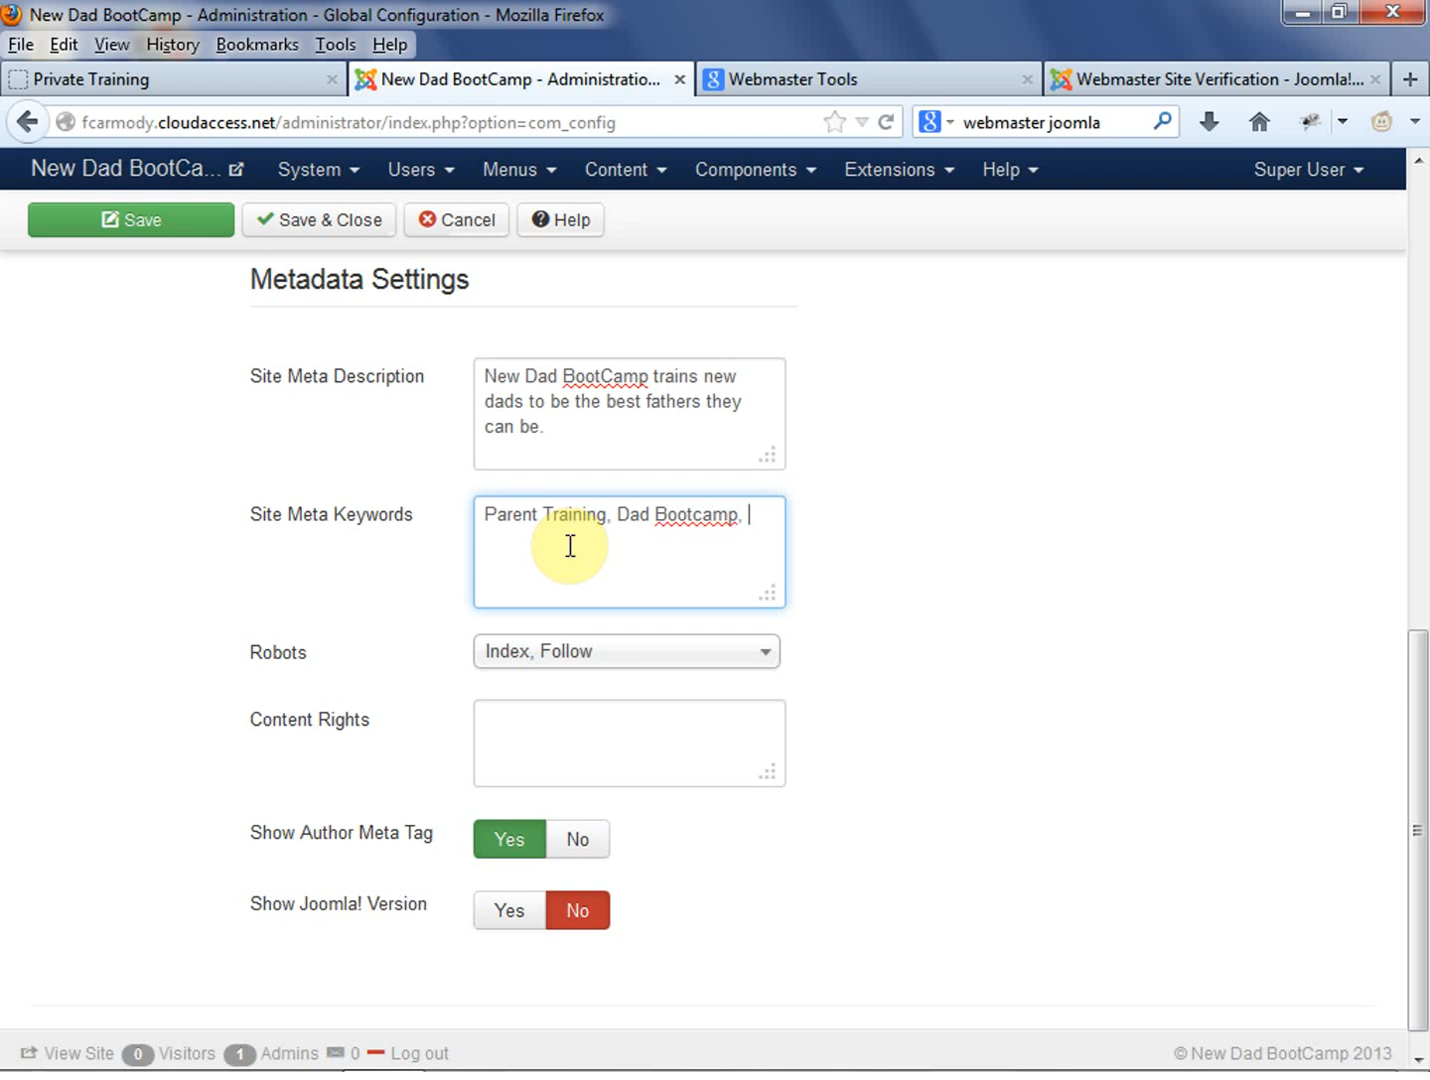 New Dad BootCamp - Administration - Global Configuration - Mozilla Firefox
File Edit View History Bookmarks Tools Help
Private Training × New Dad BootCamp - Administratio... × Webmaster Tools × Webmaster Site Verification - Joomla!... × +
fcarmody.cloudaccess.net/administrator/index.php?option=com_config webmaster joomla
New Dad BootCa... System Users Menus Content Components Extensions Help Super User
Save Save & Close Cancel Help
Metadata Settings
Site Meta Description
New Dad BootCamp trains new
dads to be the best fathers they
can be.
Site Meta Keywords
Parent Training, Dad Bootcamp,
Robots
Index, Follow
Content Rights
Show Author Meta Tag
Yes No
Show Joomla! Version
Yes No
View Site 0 Visitors 1 Admins 0 Log out © New Dad BootCamp 2013